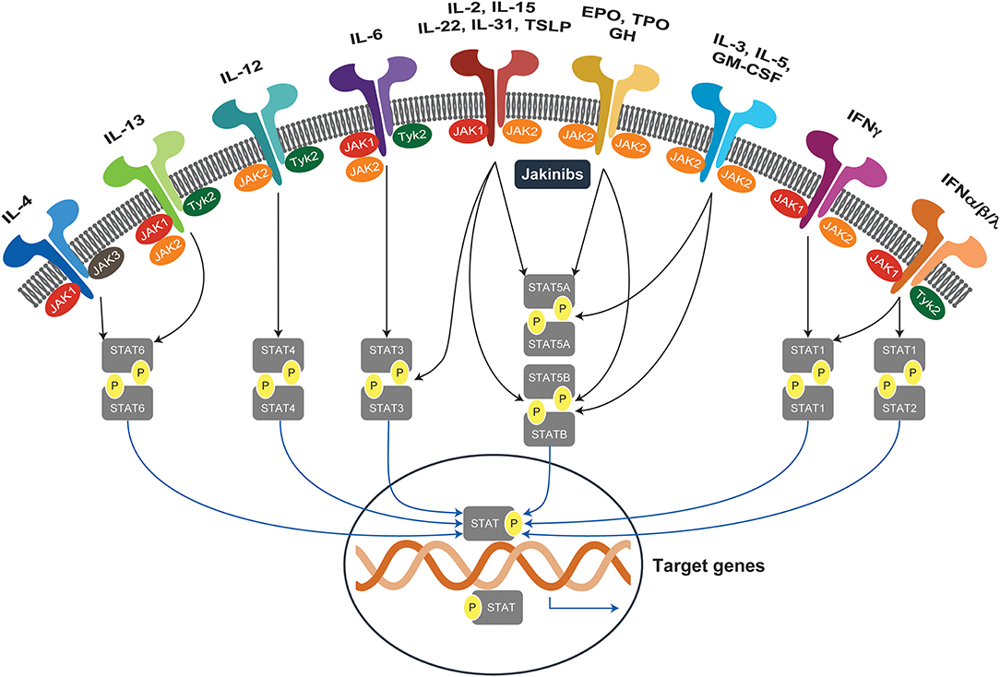 IL-2, IL-15
IL-22, IL-31, TSLP
EPO, TPO
GH
IL-6
IL-3, IL-5,
GM-CSF
IL-12
IL-13
IFNγ
IL-4
IFNα/β/λ
JAK1
JAK3
JAK1
JAK2
Tyk2
JAK2
Tyk2
JAK1
JAK2
Tyk2
JAK1
JAK2
JAK2
JAK2
JAK2
JAK2
JAK1
JAK2
JAK1
Tyk2
Jakinibs
STAT5A
P
P
STAT5A
STAT6
P
P
STAT6
STAT4
P
P
STAT4
STAT3
P
P
STAT3
STAT5B
P
P
STATB
STAT1
P
P
STAT1
STAT1
P
P
STAT2
STAT P
Target genes
P STAT